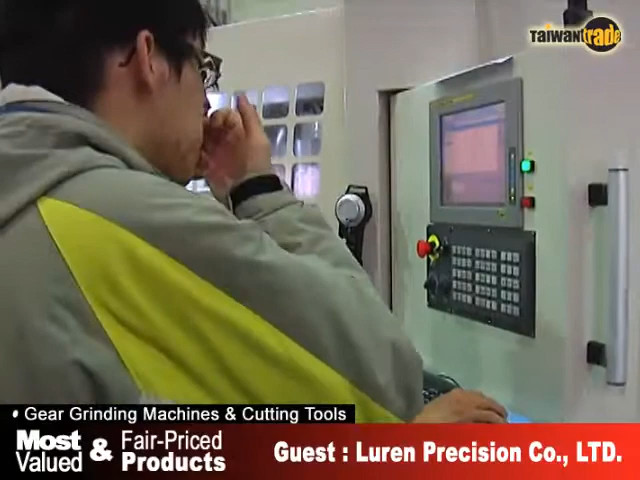 TAIWANtrade
• Gear Grinding Machines & Cutting Tools
Most Valued & Fair-Priced Products
Guest : Luren Precision Co., LTD.